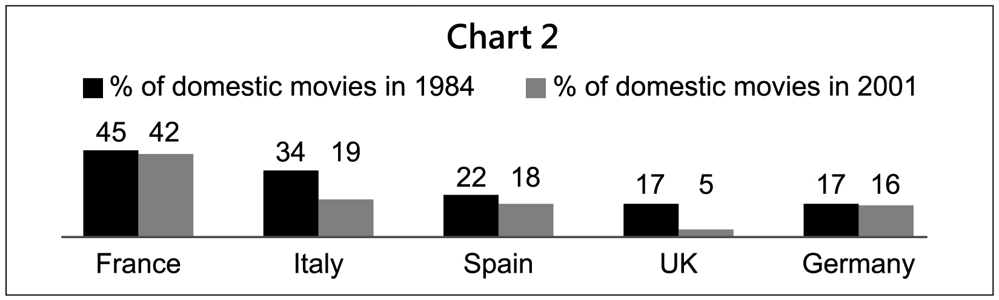 Chart 2
% of domestic movies in 1984 % of domestic movies in 2001
45 42 34 19 22 18 17 5 17 16
France Italy Spain UK Germany